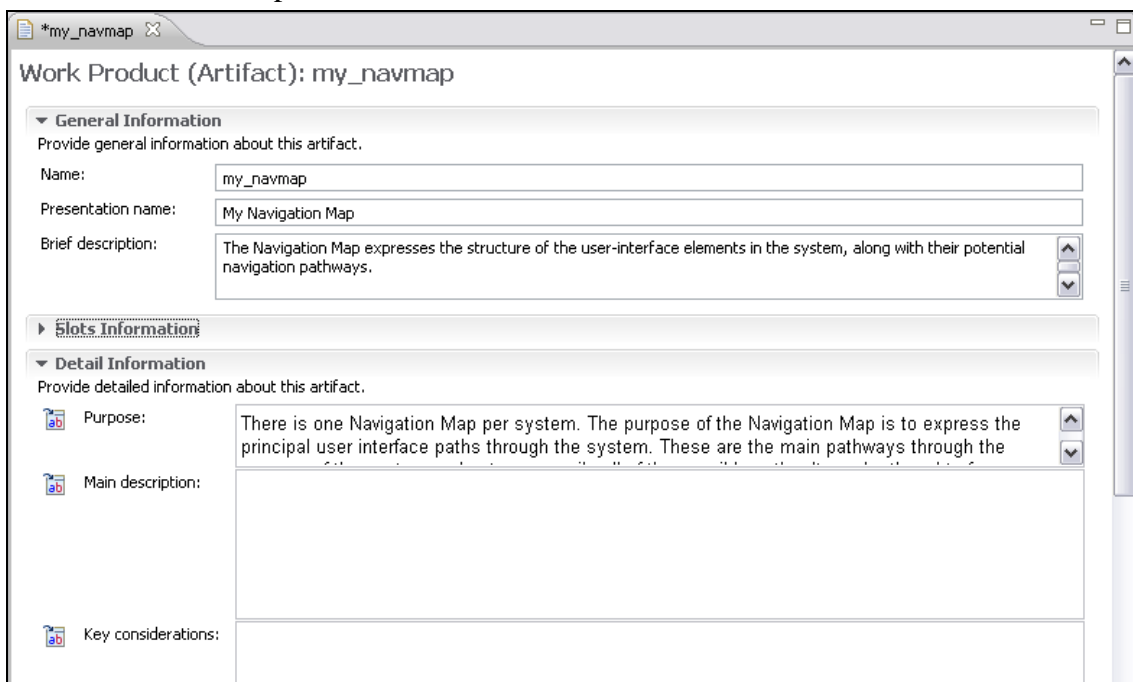 *my_navmap
Work Product (Artifact): my_navmap
General Information
Provide general information about this artifact.
Name:
my_navmap
Presentation name:
My Navigation Map
Brief description:
The Navigation Map expresses the structure of the user-interface elements in the system, along with their potential
navigation pathways.
Slots Information
Detail Information
Provide detailed information about this artifact.
Purpose:
There is one Navigation Map per system. The purpose of the Navigation Map is to express the
principal user interface paths through the system. These are the main pathways through the
Main description:
Key considerations: